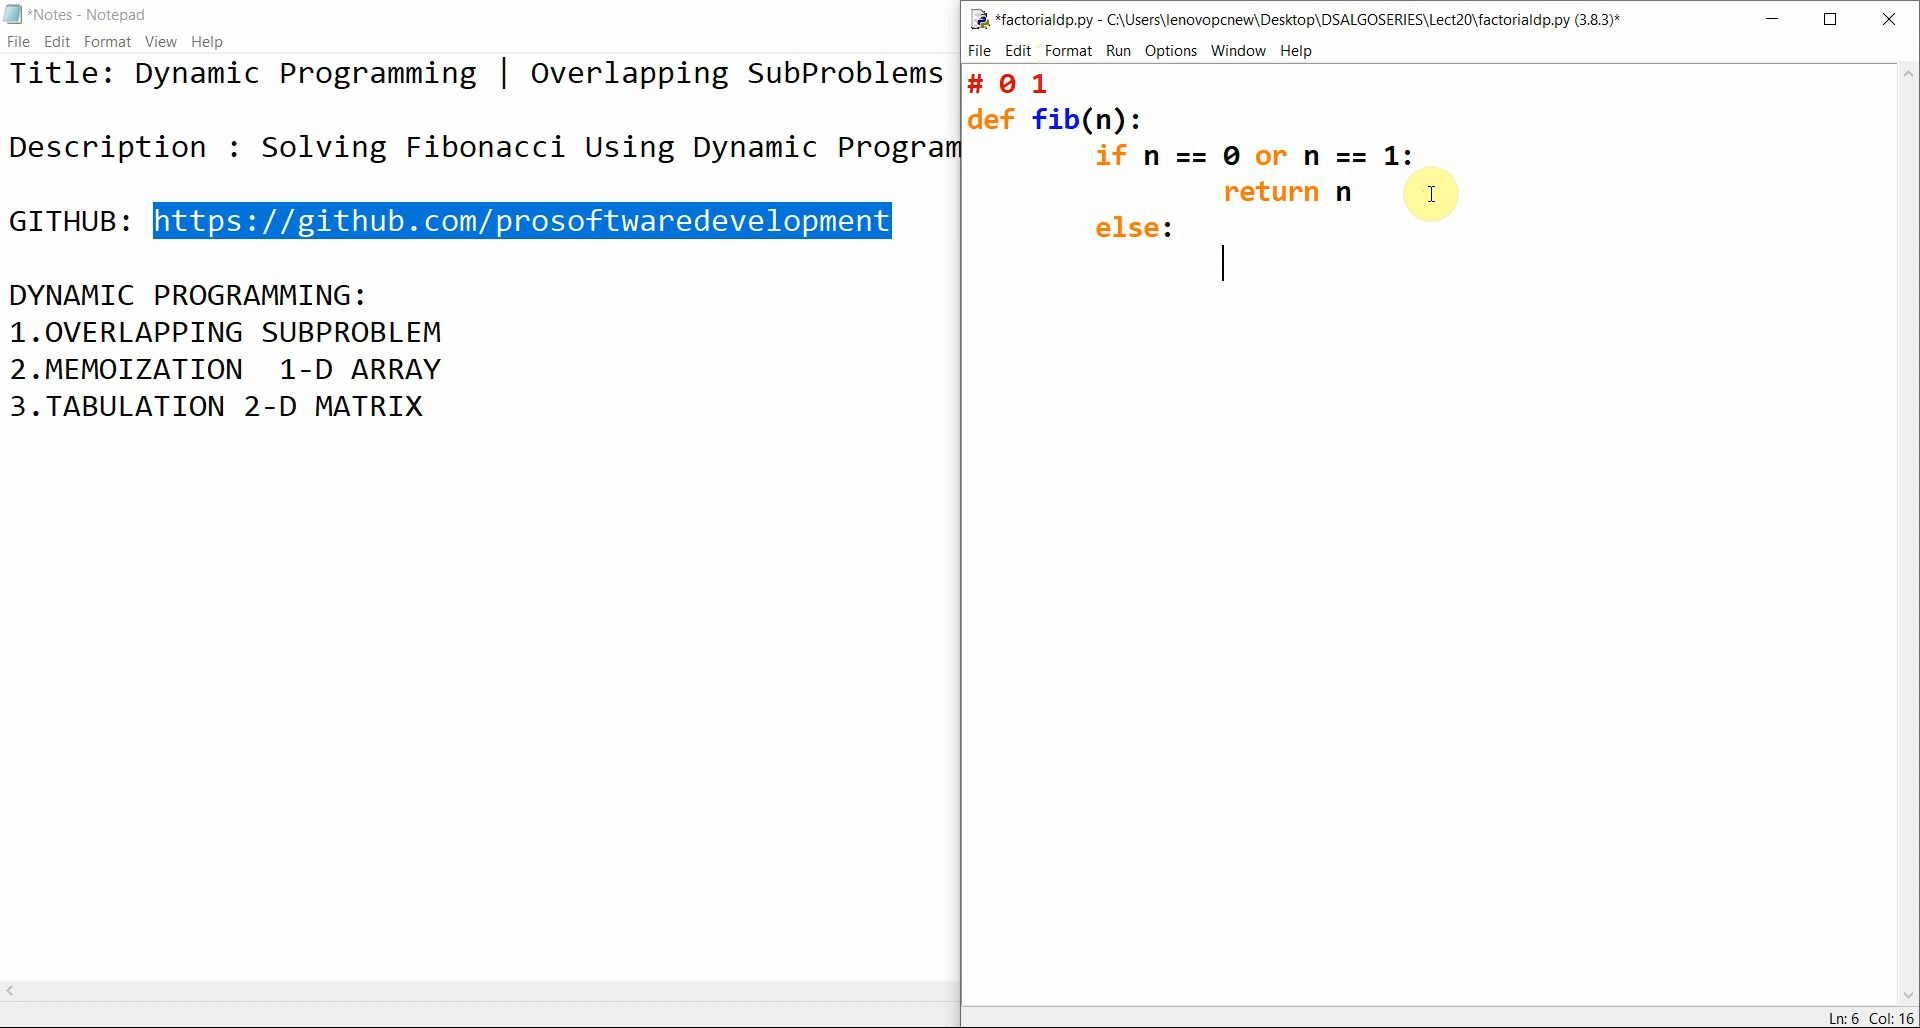 *Notes - Notepad
File Edit Format View Help
Title: Dynamic Programming | Overlapping SubProblems
Description : Solving Fibonacci Using Dynamic Program
GITHUB: https://github.com/prosoftwaredevelopment
DYNAMIC PROGRAMMING:
1.OVERLAPPING SUBPROBLEM
2.MEMOIZATION  1-D ARRAY
3.TABULATION 2-D MATRIX
*factorialdp.py - C:\Users\lenovopcnew\Desktop\DSALGOSERIES\Lect20\factorialdp.py (3.8.3)*
File Edit Format Run Options Window Help
# 0 1
def fib(n):
        if n == 0 or n == 1:
                return n
        else:
Ln: 6 Col: 16